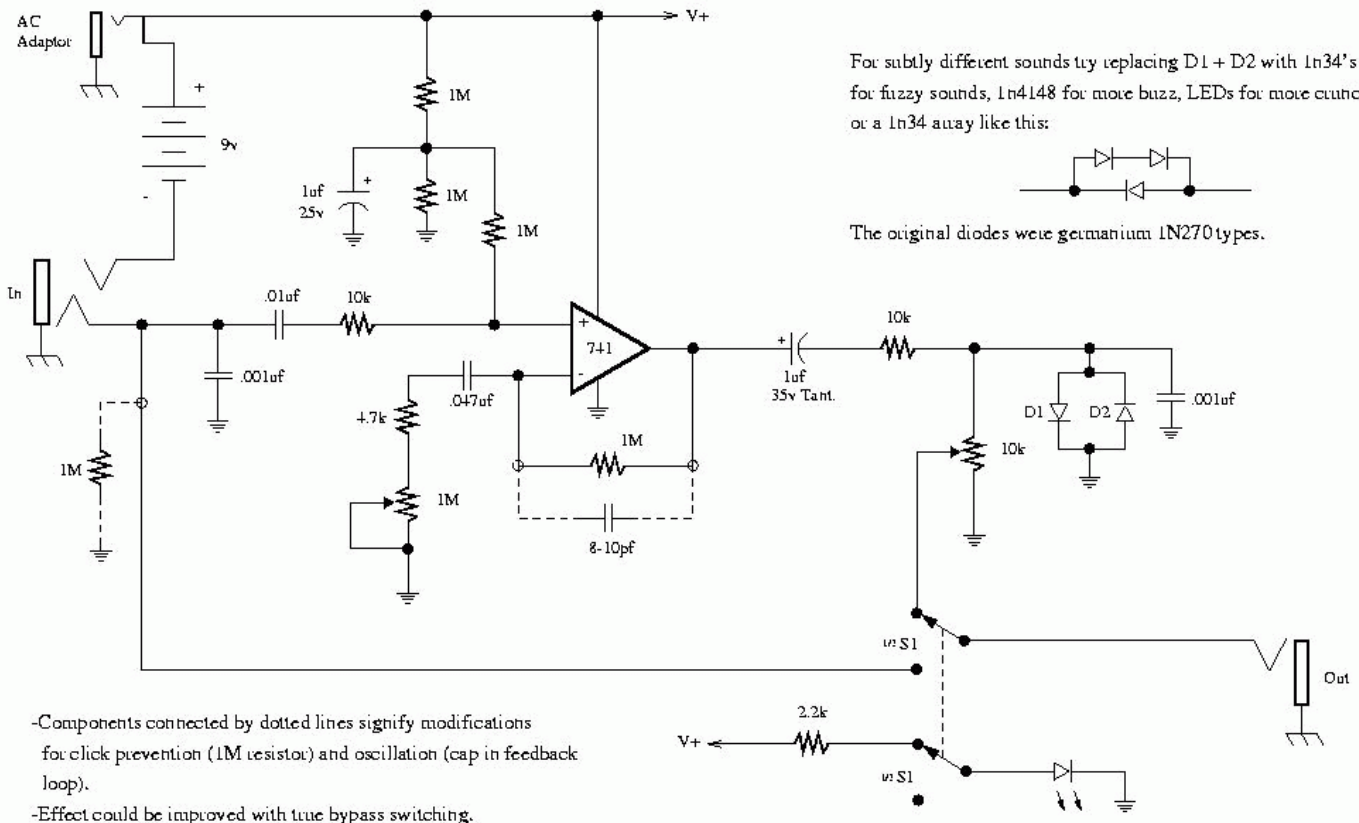 AC
Adaptor
V+
For subtly different sounds try replacing D1 + D2 with 1n34's
for fuzzy sounds, 1n4148 for more buzz, LEDs for more crunc
or a 1n34 array like this:
The original diodes were germanium 1N270 types.
+
9v
-
1M
1uf
25v
+
1M
1M
In
.01uf
10k
.001uf
+
741
-
.047uf
4.7k
1M
1M
1M
8-10pf
+
1uf
35v Tant.
10k
D1
D2
.001uf
10k
S1
Out
2.2k
V+
S1
-Components connected by dotted lines signify modifications
for click prevention (1M resistor) and oscillation (cap in feedback
loop).
-Effect could be improved with true bypass switching.